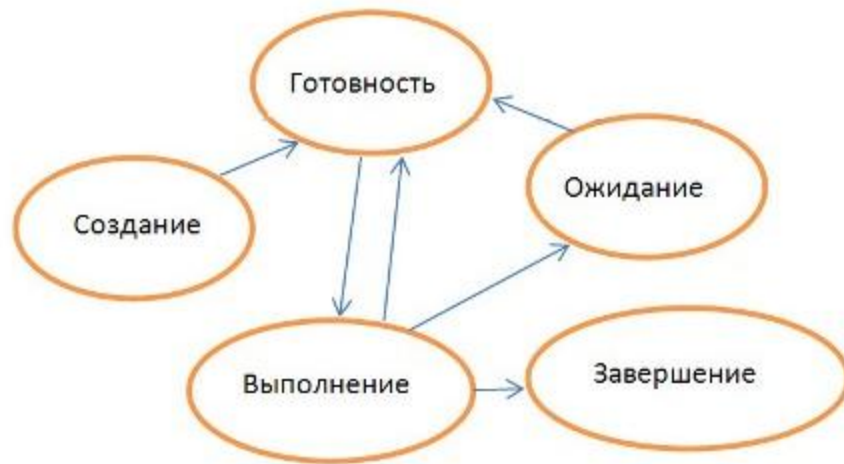 Готовность
Ожидание
Создание
Завершение
Выполнение